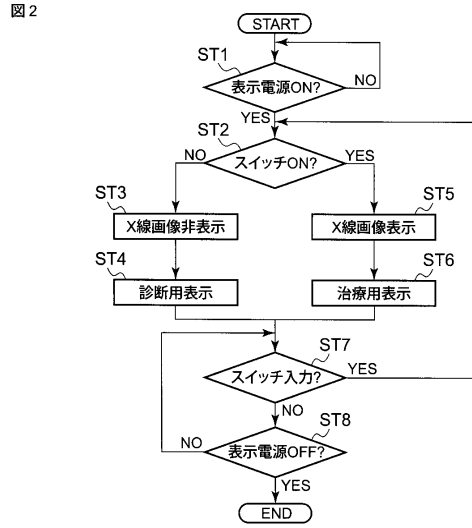 図2
START
ST1
表示電源ON?
NO
YES
ST2
スイッチON?
NO
YES
ST3
X線画像非表示
ST5
X線画像表示
ST4
診断用表示
ST6
治療用表示
ST7
スイッチ入力?
YES
NO
ST8
表示電源OFF?
NO
YES
END